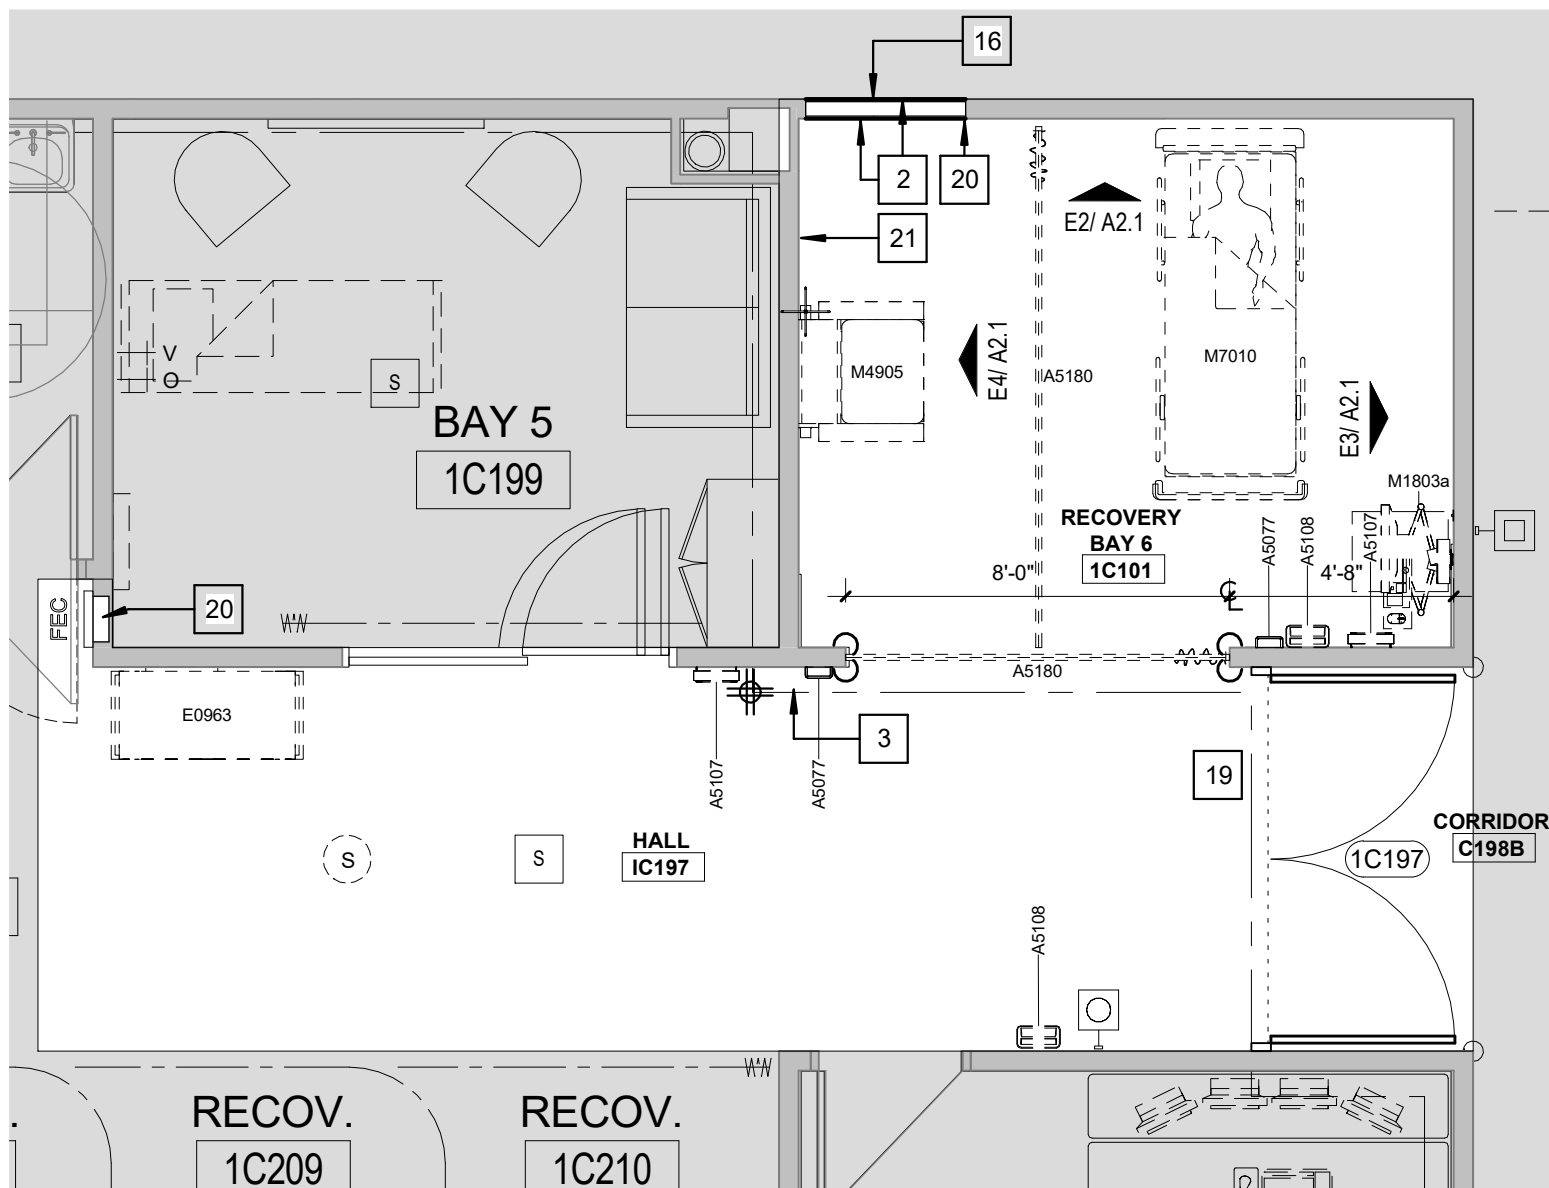 16
2
20
21
E2/ A2.1
V
O
S
BAY 5
1C199
M4905
E4/ A2.1
A5180
M7010
E3/ A2.1
M1803a
RECOVERY
BAY 6
1C101
8'-0"
CL
A5077
A5108
4'-8"
A5107
FEC
20
E0963
A5107
A5077
A5180
3
19
HALL
IC197
S
S
CORRIDOR
C198B
1C197
A5108
RECOV.
1C209
RECOV.
1C210
.